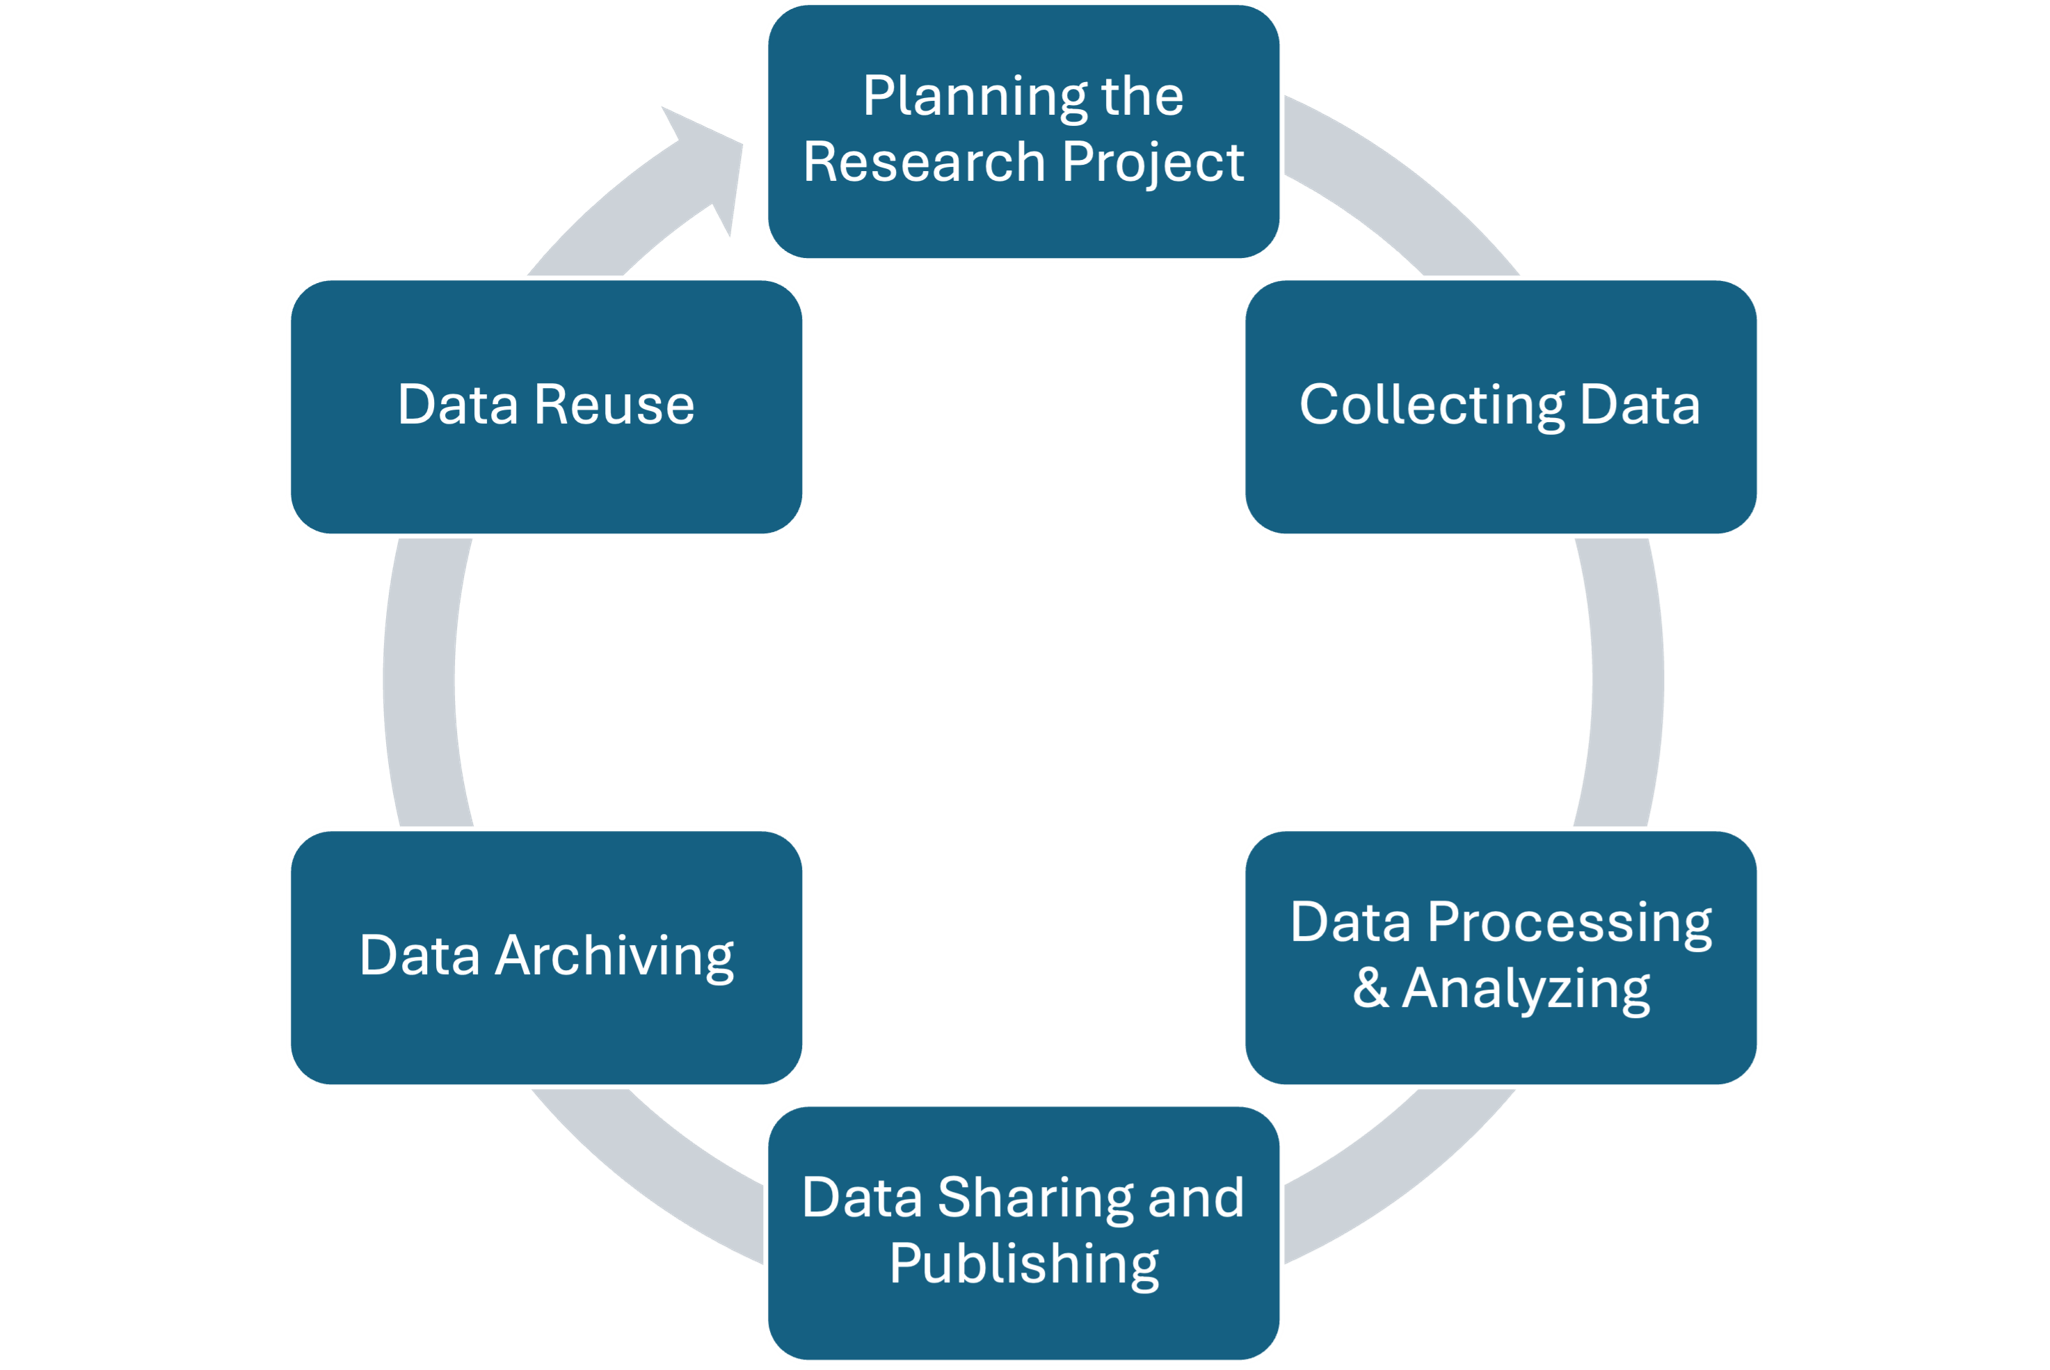 Planning the
Research Project
Collecting Data
Data Processing
& Analyzing
Data Sharing and
Publishing
Data Archiving
Data Reuse